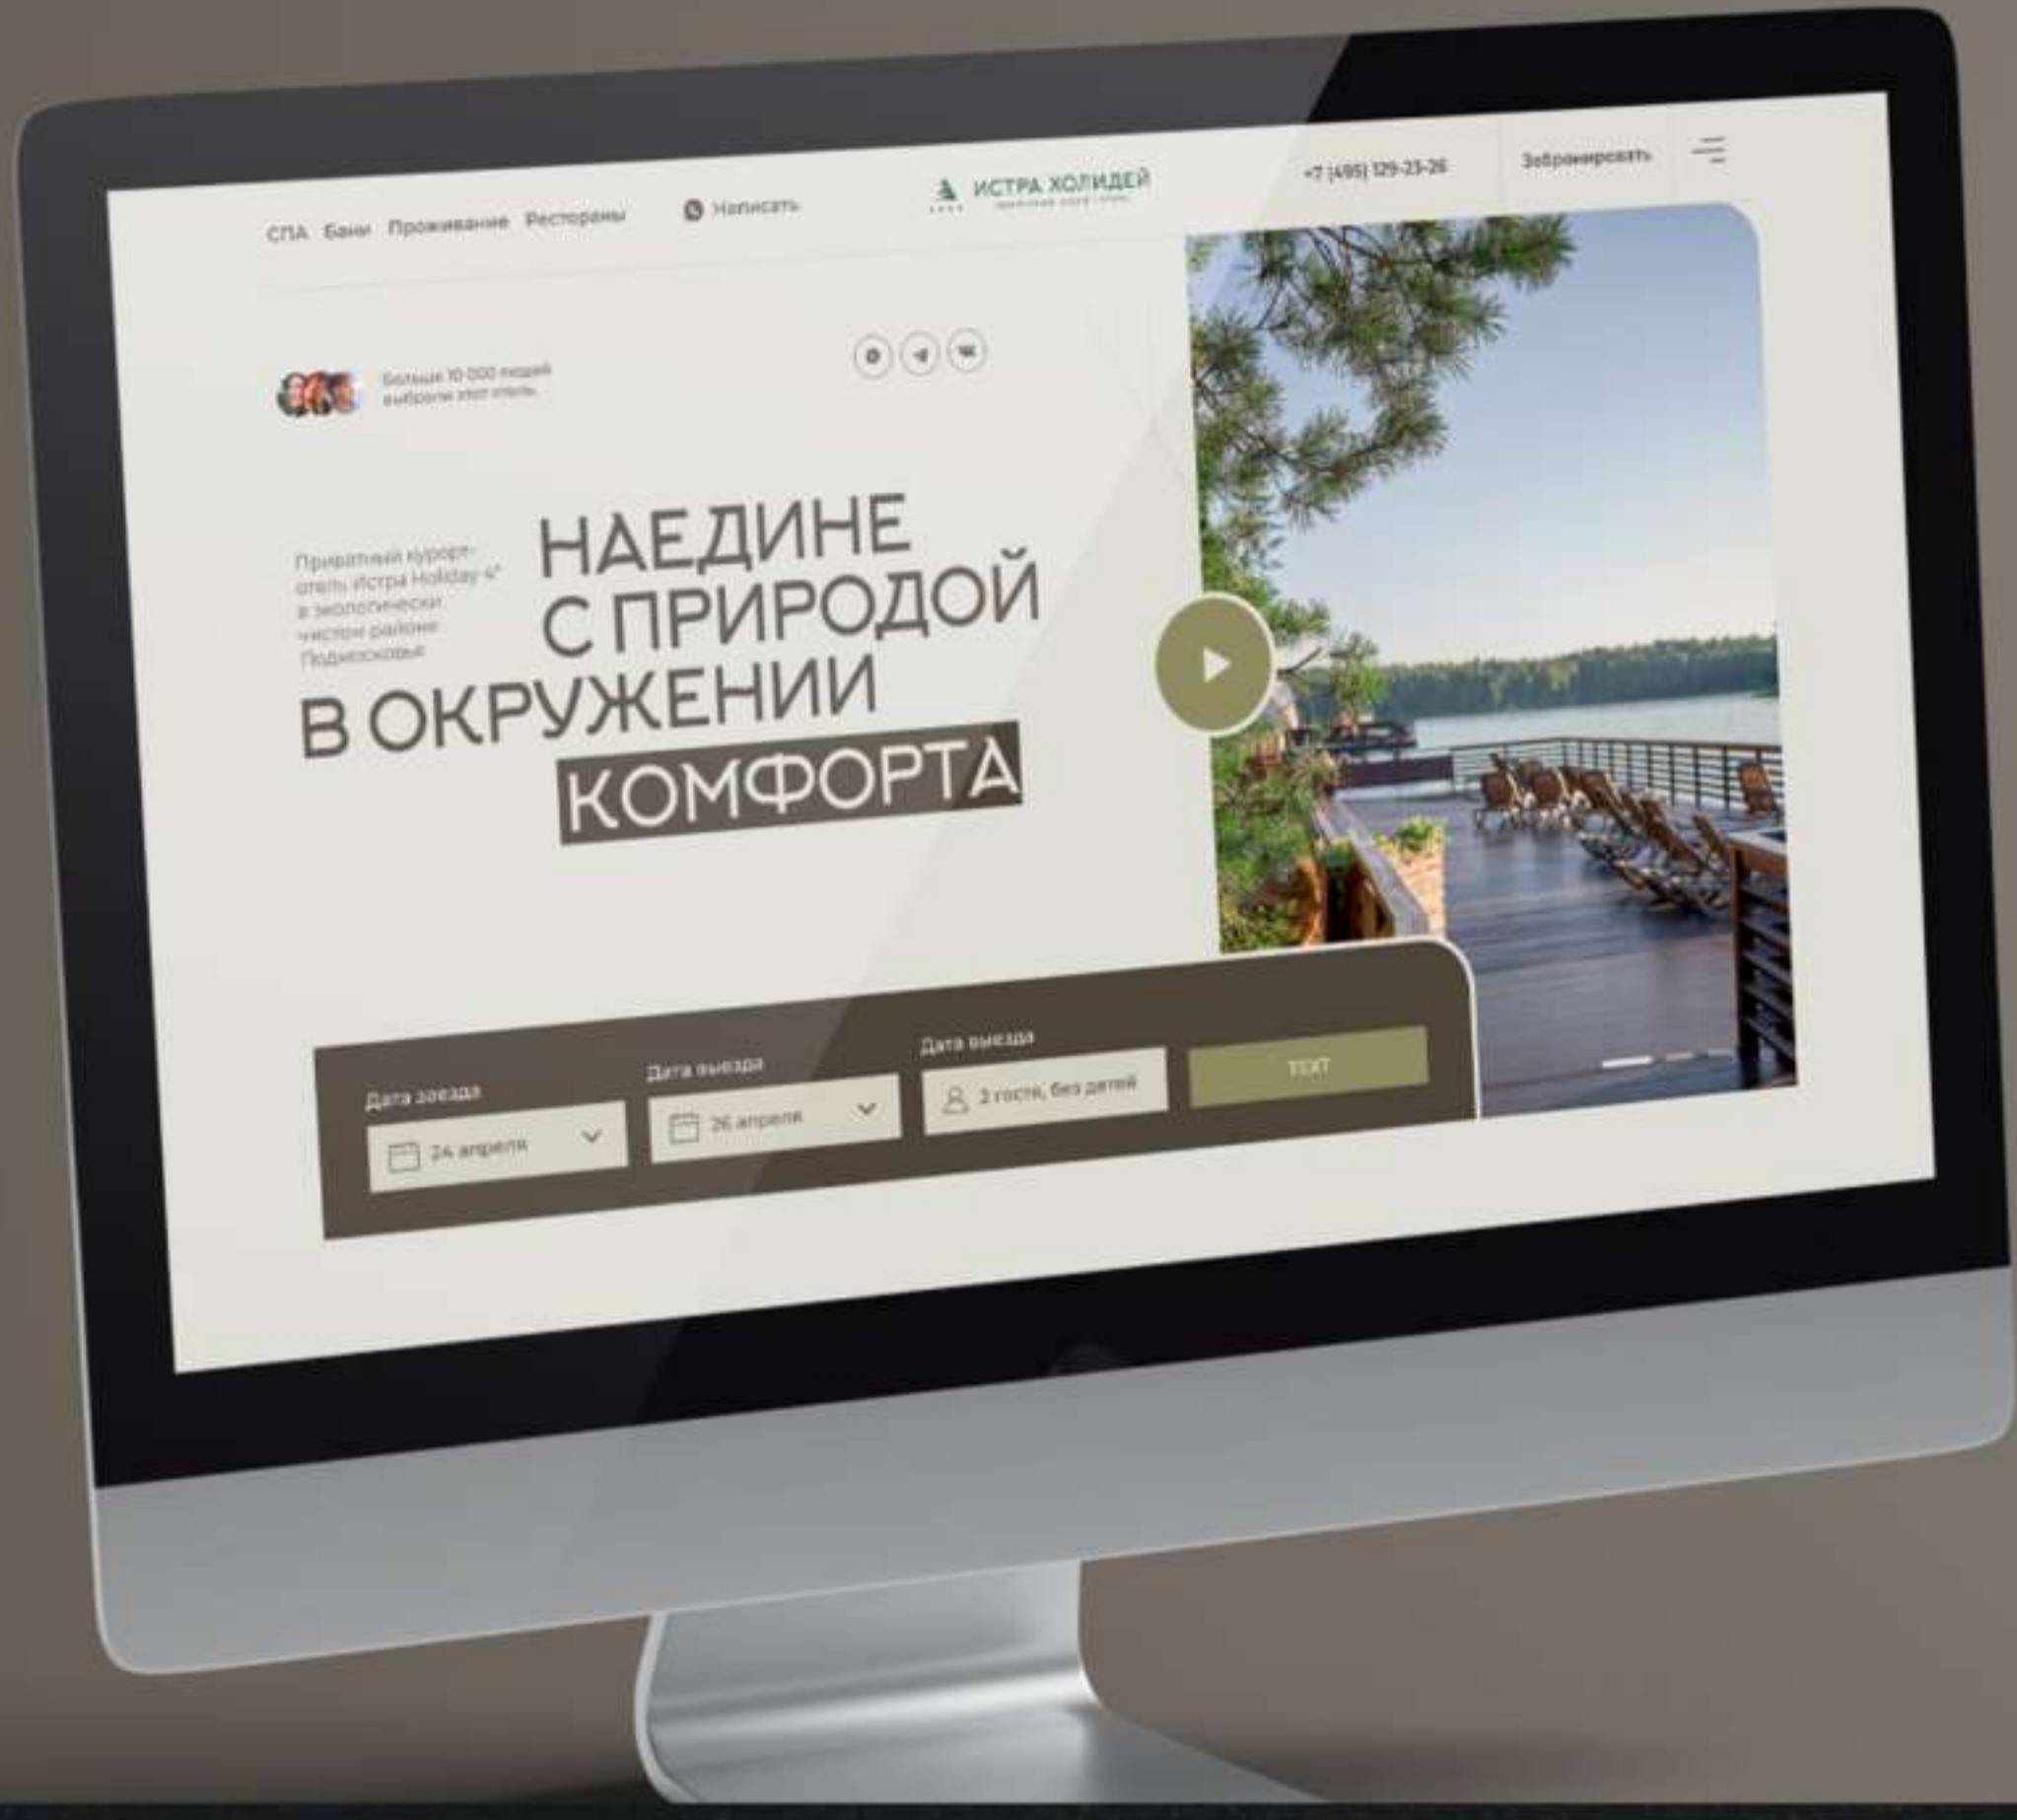 СПА Бани Проживание Рестораны
Написать
ИСТРА ХОЛИДЕЙ
+7 (495) 129-23-26
Забронировать
Больше 10 000 людей
выбрали этот отель
НАЕДИНЕ
С ПРИРОДОЙ
В ОКРУЖЕНИИ
КОМФОРТА
Приватный курорт-
отель Истра Holiday 4*
в экологически
чистом районе
Подмосковья
Дата заезда
24 апреля
Дата выезда
26 апреля
Дата выезда
2 гостя, без детей
TEXT